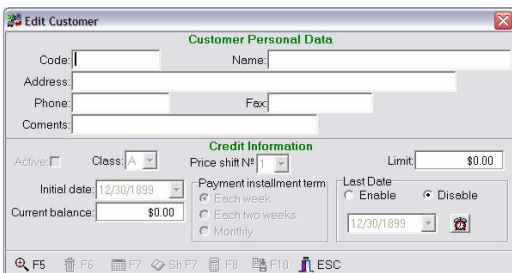 Edit Customer
Customer Personal Data
Code: Name:
Address:
Phone: Fax:
Coments:
Credit Information
Active: Class: A Price shift Nº 1 Limit: $0.00
Initial date: 12/30/1899 Payment installment term Last Date
Each week Enable Disable
Current balance: $0.00 Each two weeks 12/30/1899
Monthly
F5 F6 F7 Sh F7 F8 F10 ESC